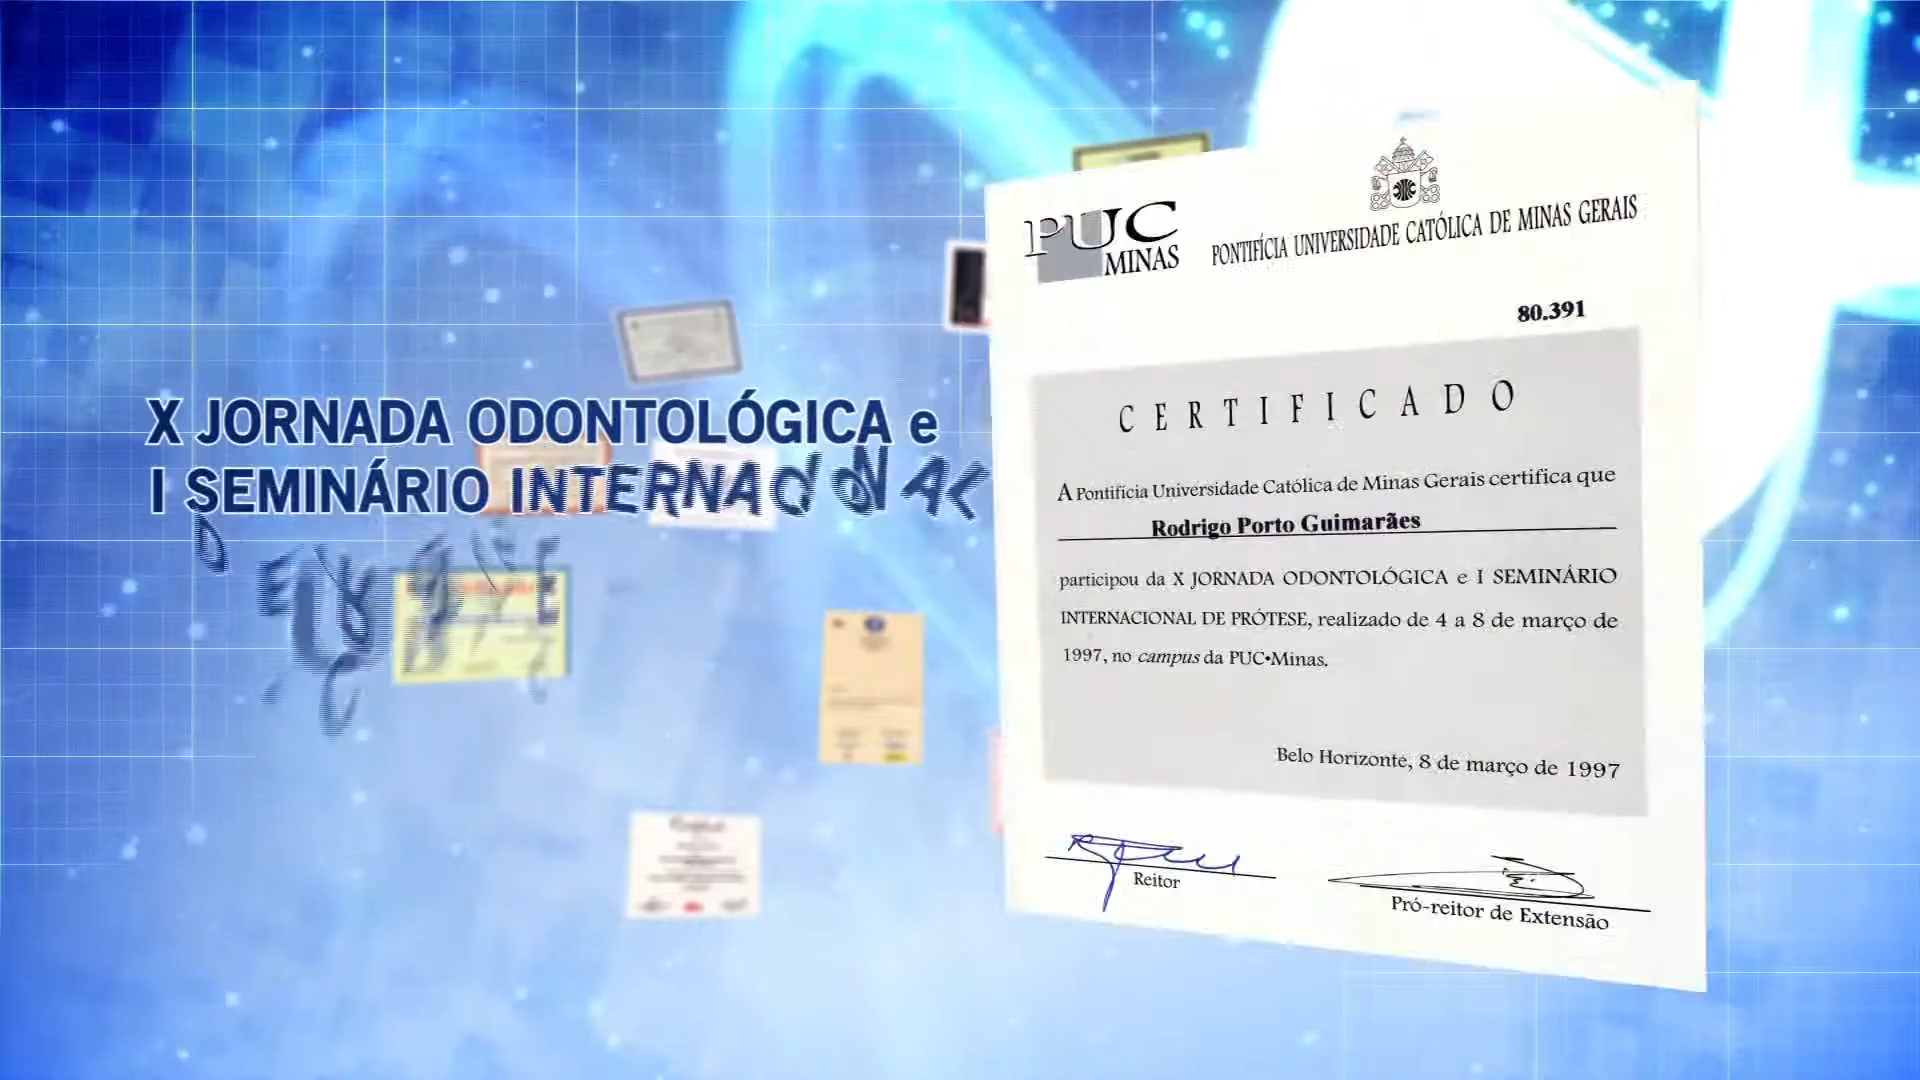 X JORNADA ODONTOLÓGICA e
I SEMINÁRIO INTERNACIONAL
PUC
MINAS
PONTIFÍCIA UNIVERSIDADE CATÓLICA DE MINAS GERAIS
80.391
CERTIFICADO
A Pontifícia Universidade Católica de Minas Gerais certifica que
Rodrigo Porto Guimarães
participou da X JORNADA ODONTOLÓGICA e I SEMINÁRIO
INTERNACIONAL DE PRÓTESE, realizado de 4 a 8 de março de
1997, no campus da PUC•Minas.
Belo Horizonte, 8 de março de 1997
Reitor
Pró-reitor de Extensão